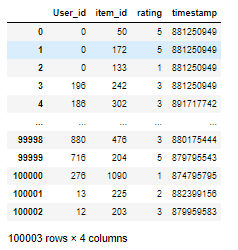 User_id item_id rating timestamp
0 0 50 5 881250949
1 0 172 5 881250949
2 0 133 1 881250949
3 196 242 3 881250949
4 186 302 3 891717742
... ... ... ... ...
99998 880 476 3 880175444
99999 716 204 5 879795543
100000 276 1090 1 874795795
100001 13 225 2 882399156
100002 12 203 3 879959583
100003 rows × 4 columns